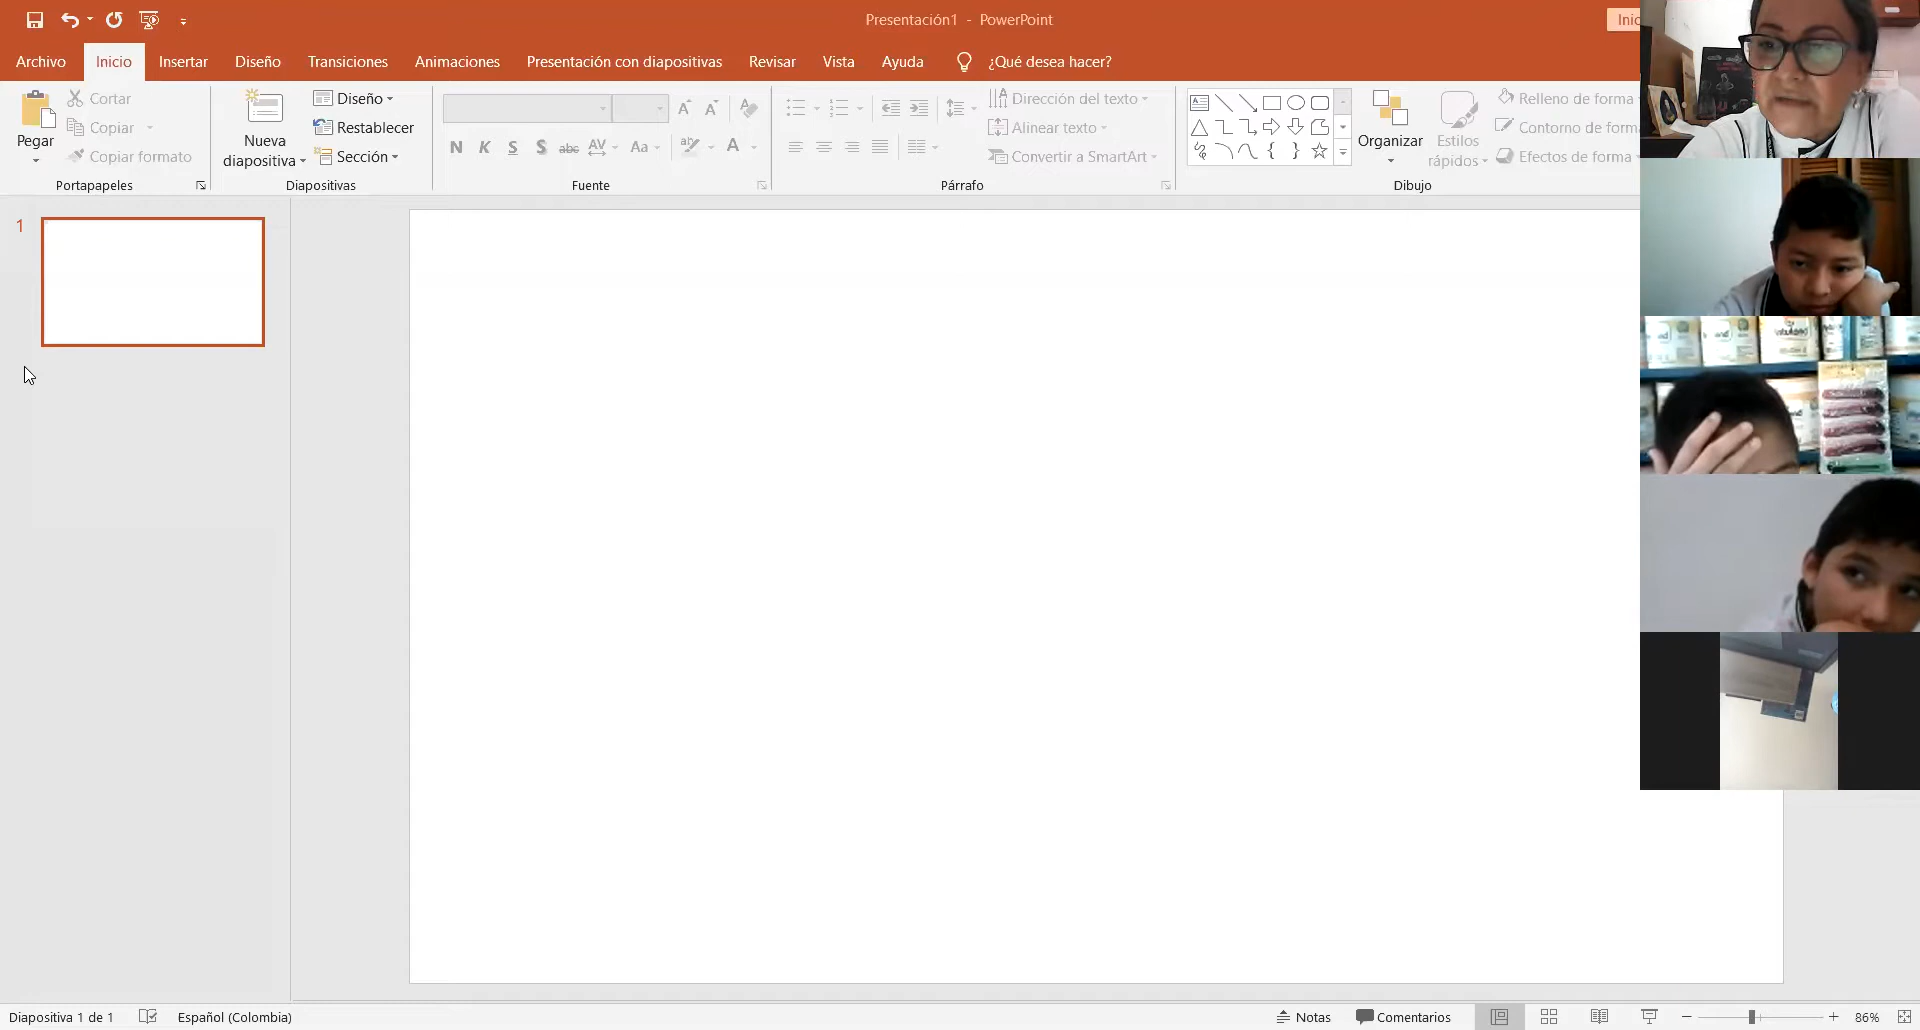 Presentación1 - PowerPoint
Archivo Inicio Insertar Diseño Transiciones Animaciones Presentación con diapositivas Revisar Vista Ayuda ¿Qué desea hacer?
Pegar
Cortar
Copiar
Copiar formato
Portapapeles
Nueva
diapositiva
Diseño
Restablecer
Sección
Diapositivas
N K S S abc AV Aa A
Fuente
Dirección del texto
Alinear texto
Convertir a SmartArt
Párrafo
Organizar
Estilos
rápidos
Relleno de forma
Contorno de form
Efectos de forma
Dibujo
1
Diapositiva 1 de 1 Español (Colombia) Notas Comentarios 86%